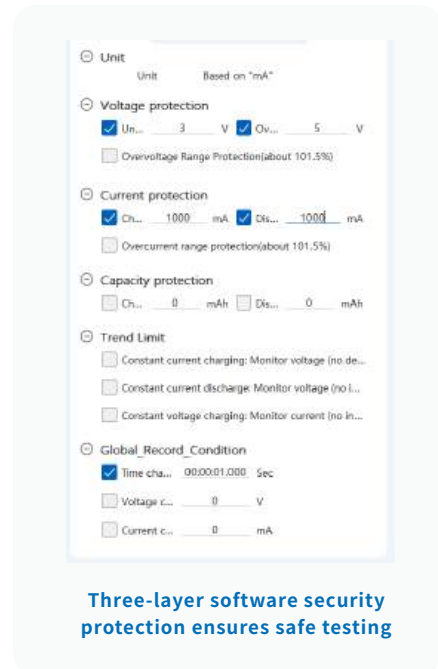 Unit
Unit Based on "mA"
Voltage protection
Un... 3 V Ov... 5 V
Overvoltage Range Protection(about 101.5%)
Current protection
Ch... 1000 mA Dis... 1000 mA
Overcurrent range protection(about 101.5%)
Capacity protection
Ch... 0 mAh Dis... 0 mAh
Trend Limit
Constant current charging: Monitor voltage (no de...
Constant current discharge: Monitor voltage (no i...
Constant voltage charging: Monitor current (no in...
Global_Record_Condition
Time cha... 00:00:01.000 Sec
Voltage c... 0 V
Current c... 0 mA
Three-layer software security
protection ensures safe testing